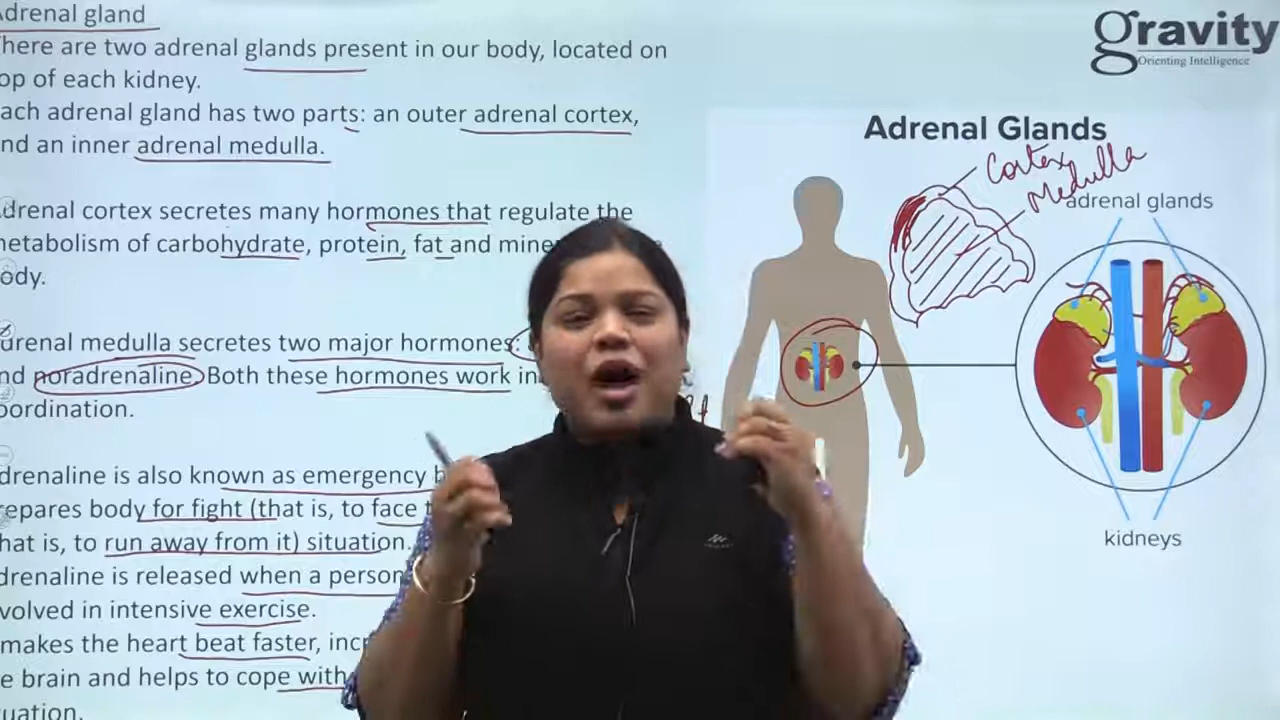 drenal gland
here are two adrenal glands present in our body, located on
op of each kidney.
ach adrenal gland has two parts: an outer adrenal cortex,
nd an inner adrenal medulla.
drenal cortex secretes many hormones that regulate the
etabolism of carbohydrate, protein, fat and mine
ody.
drenal medulla secretes two major hormones:
nd noradrenaline. Both these hormones work in
oordination.
drenaline is also known as emergency
repares body for fight (that is, to face
hat is, to run away from it) situation.
drenaline is released when a person
volved in intensive exercise.
makes the heart beat faster, incr
e brain and helps to cope with
uation.
gravity
Orienting Intelligence
Adrenal Glands
Cortex
Medulla
adrenal glands
kidneys